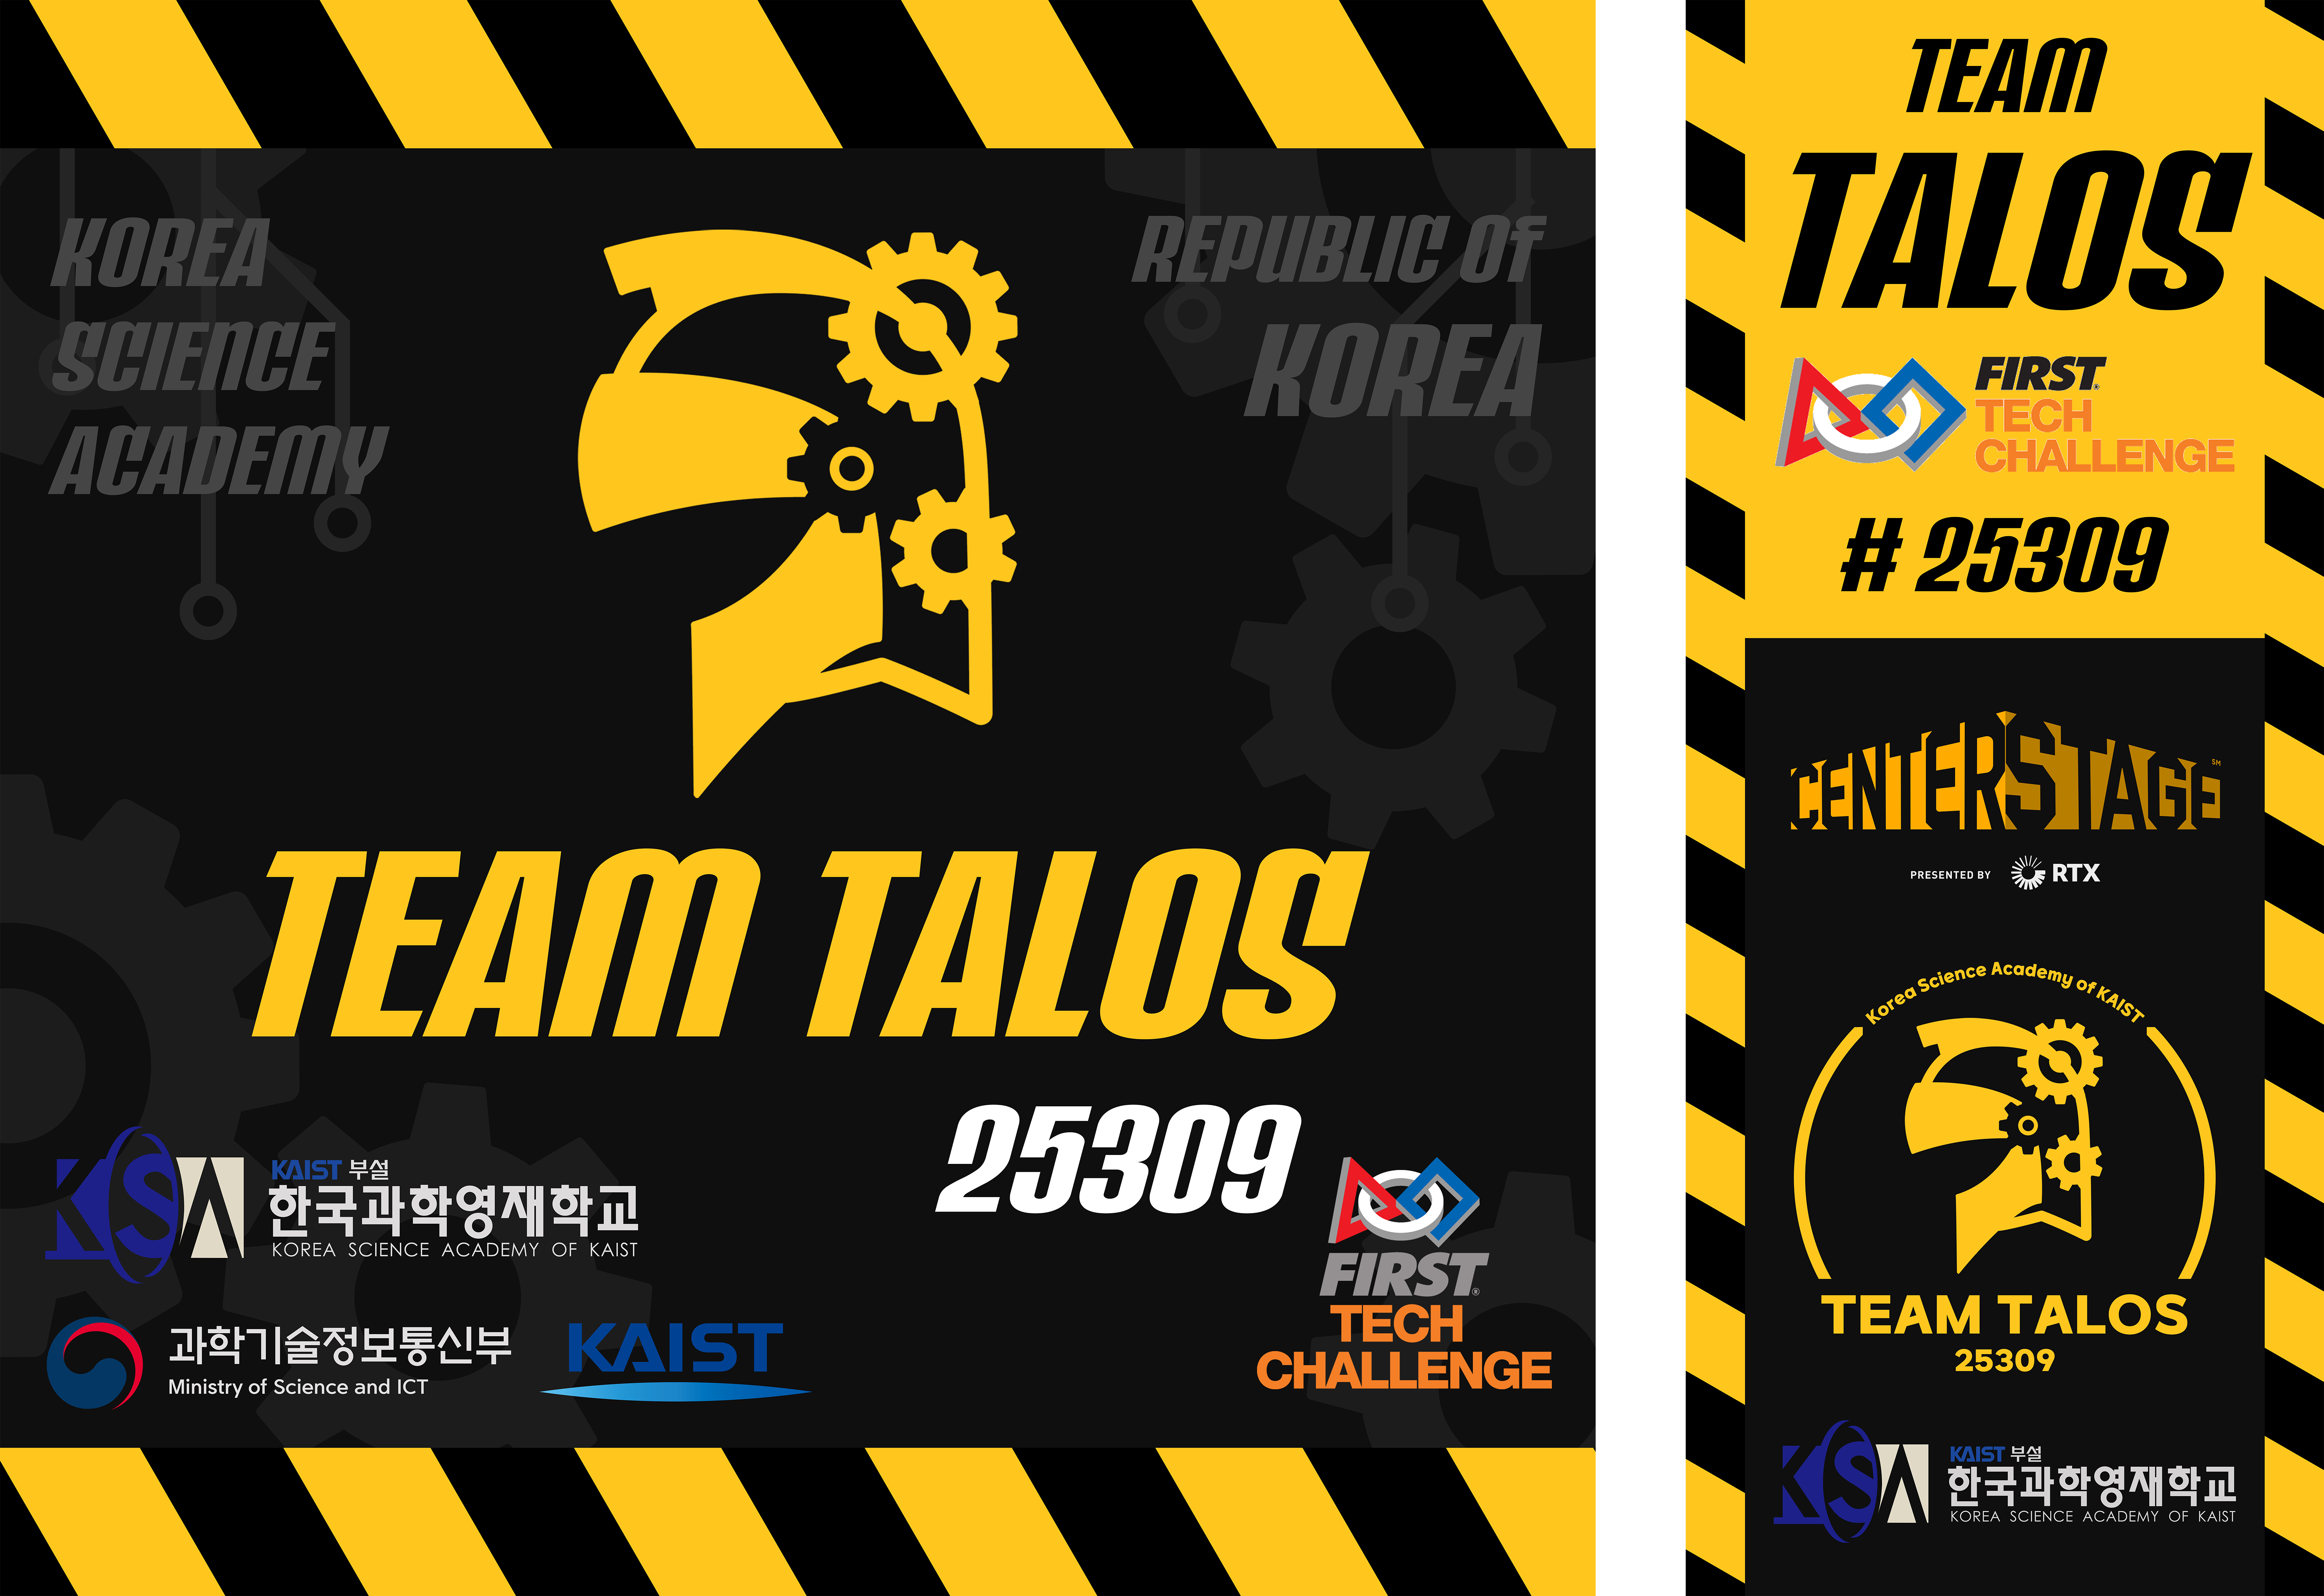 KOREA
SCIENCE
ACADEMY
REPUBLIC Of
KOREA
TEAM TALOS
25309
KSA
KAIST 부설
한국과학영재학교
KOREA SCIENCE ACADEMY OF KAIST
과학기술정보통신부
Ministry of Science and ICT
KAIST
FIRST®
TECH
CHALLENGE
TEAM
TALOS
FIRST®
TECH
CHALLENGE
# 25309
CENTERSTAGE SM
PRESENTED BY RTX
Korea Science Academy of KAIST
TEAM TALOS
25309
KSA
KAIST 부설
한국과학영재학교
KOREA SCIENCE ACADEMY OF KAIST